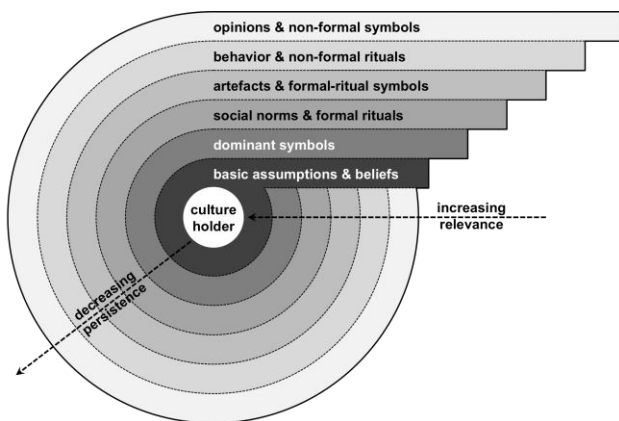 opinions & non-formal symbols
behavior & non-formal rituals
artefacts & formal-ritual symbols
social norms & formal rituals
dominant symbols
basic assumptions & beliefs
culture
holder
increasing
relevance
decreasing
persistence